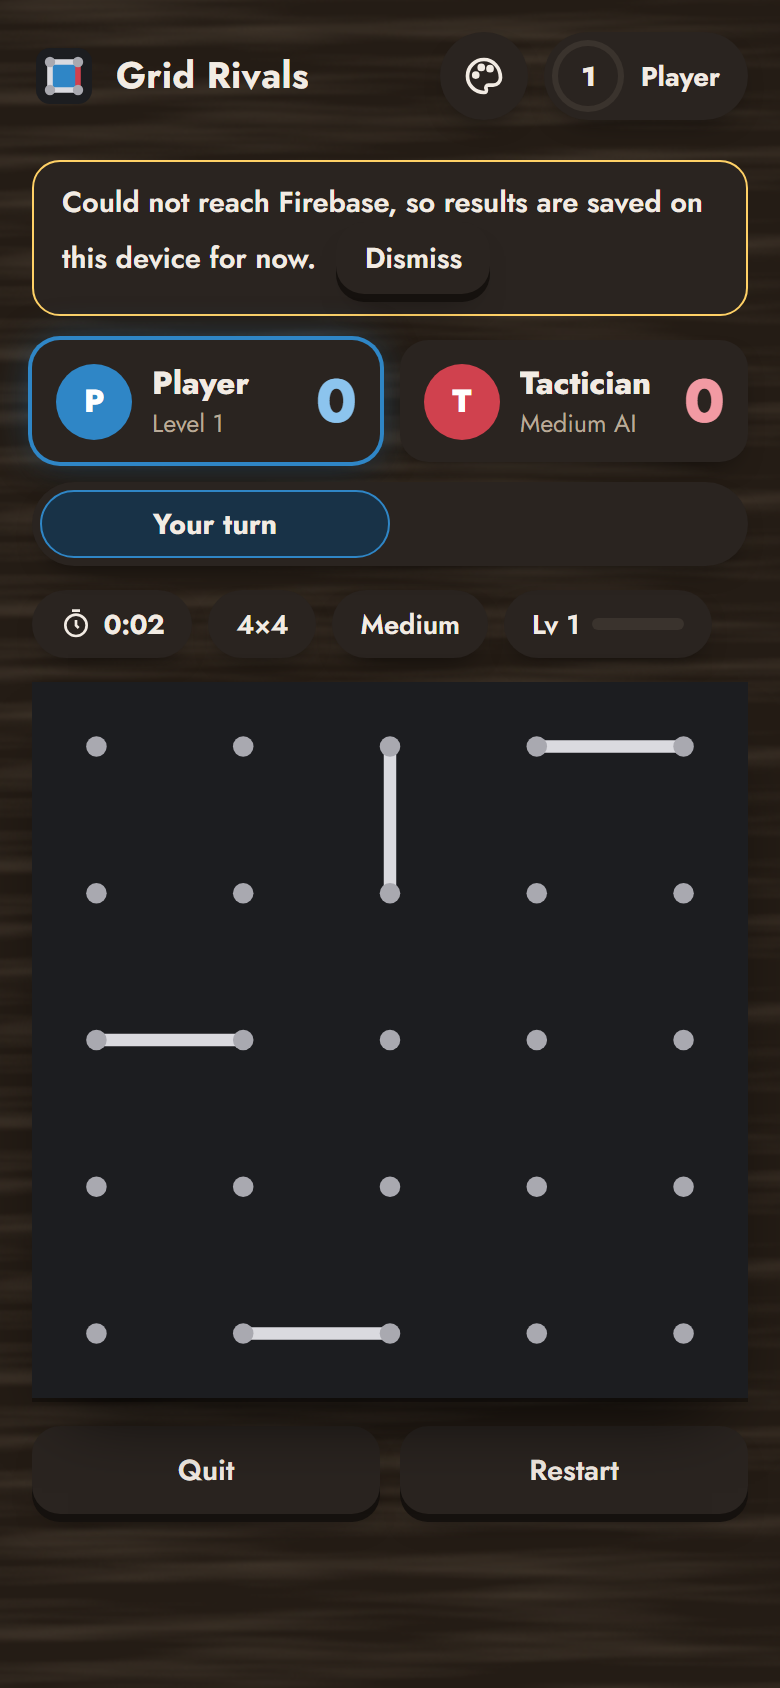 Grid Rivals
1 Player
Could not reach Firebase, so results are saved on
this device for now. Dismiss
P Player 0
Level 1
T Tactician 0
Medium AI
Your turn
0:02 4×4 Medium Lv 1
Quit Restart